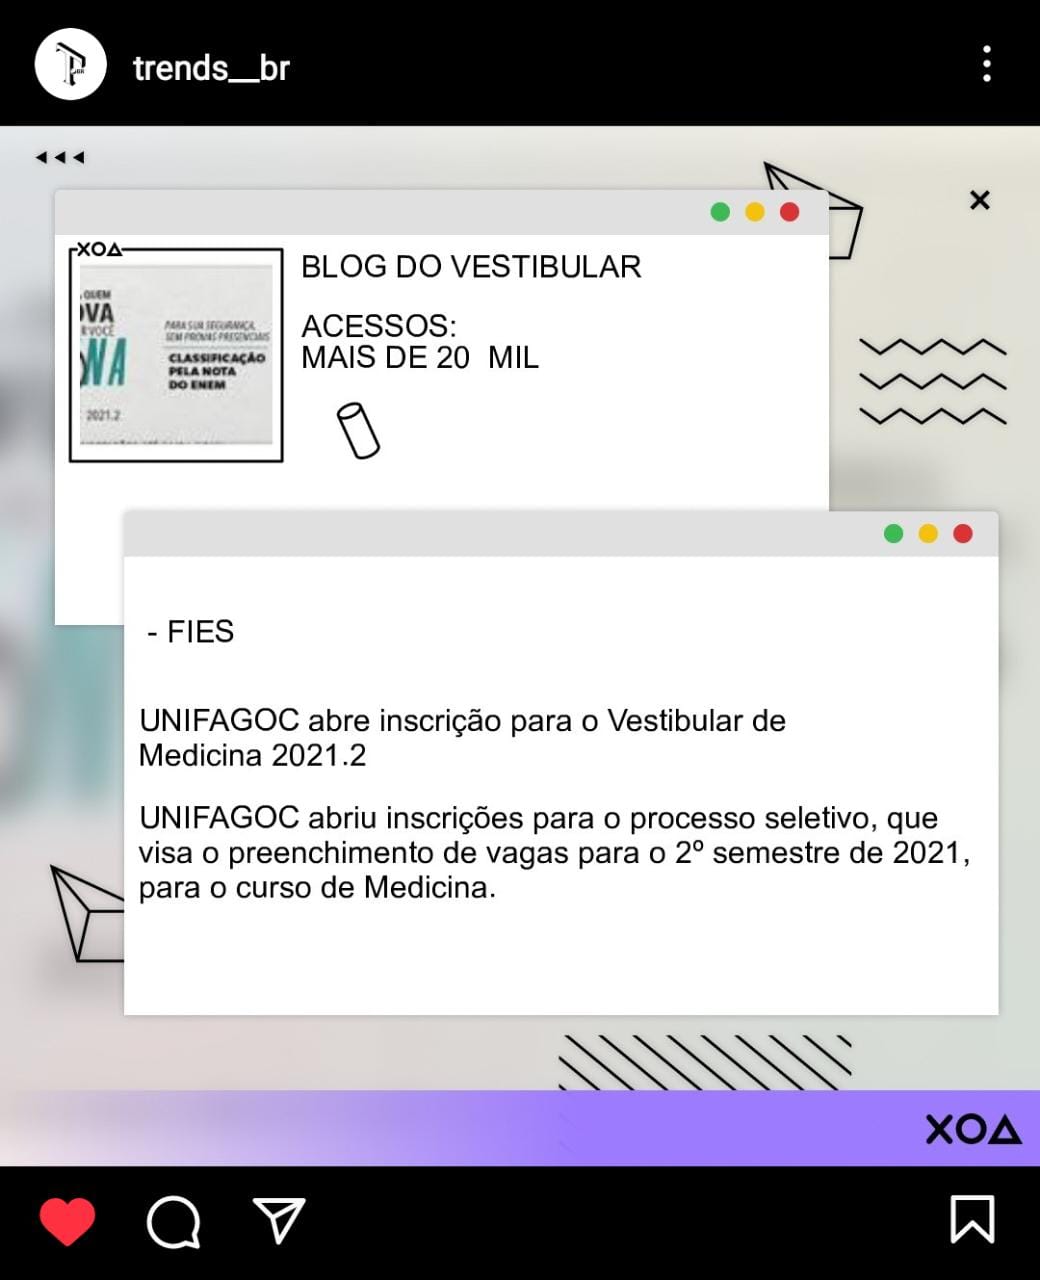 trends__br
XOΔ
QUEM
OVA
R VOCÊ
NA
2021.2
PARA SUA SEGURANÇA,
SEM PROVAS PRESENCIAIS
CLASSIFICAÇÃO
PELA NOTA
DO ENEM
BLOG DO VESTIBULAR
ACESSOS:
MAIS DE 20 MIL
- FIES
UNIFAGOC abre inscrição para o Vestibular de
Medicina 2021.2
UNIFAGOC abriu inscrições para o processo seletivo, que
visa o preenchimento de vagas para o 2º semestre de 2021,
para o curso de Medicina.
XOΔ